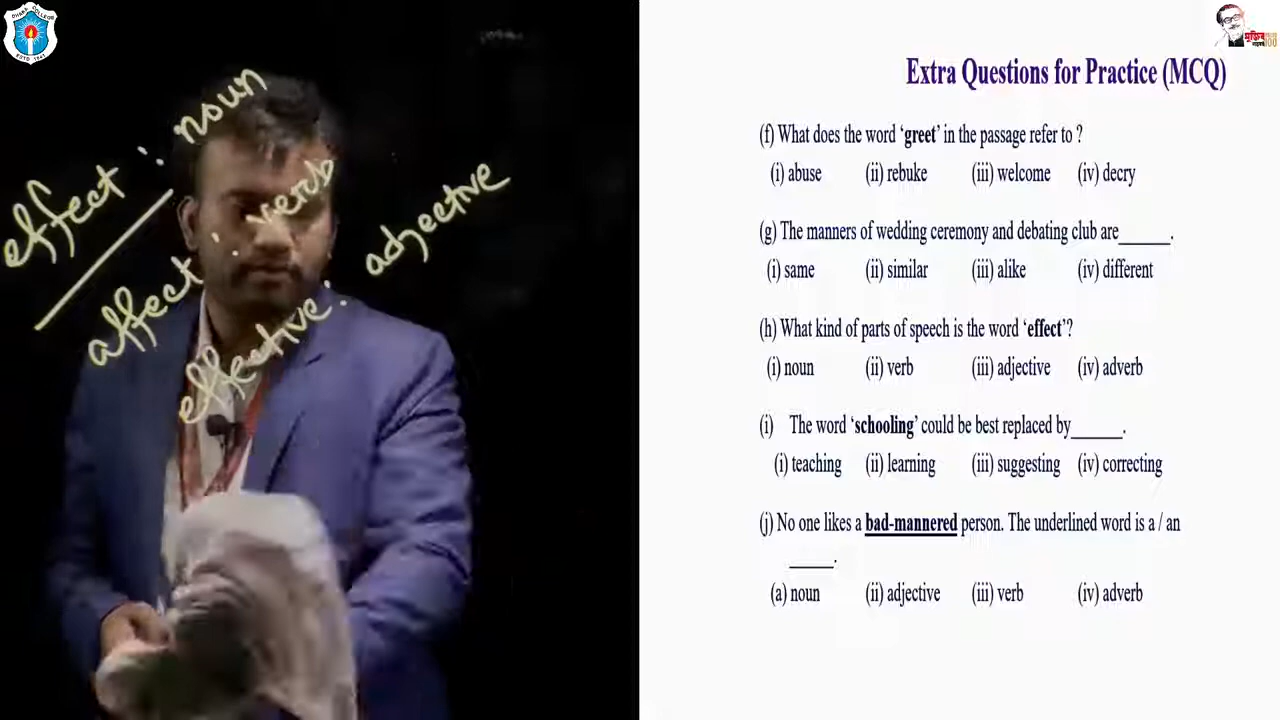 DHAKA COLLEGE
ESTD 1841
effect : noun
affect : verb
effective : adjective
মুজিব
100
Extra Questions for Practice (MCQ)
(f) What does the word ‘greet’ in the passage refer to ?
(i) abuse (ii) rebuke (iii) welcome (iv) decry
(g) The manners of wedding ceremony and debating club are______.
(i) same (ii) similar (iii) alike (iv) different
(h) What kind of parts of speech is the word ‘effect’?
(i) noun (ii) verb (iii) adjective (iv) adverb
(i) The word ‘schooling’ could be best replaced by______.
(i) teaching (ii) learning (iii) suggesting (iv) correcting
(j) No one likes a bad-mannered person. The underlined word is a / an
_____.
(a) noun (ii) adjective (iii) verb (iv) adverb